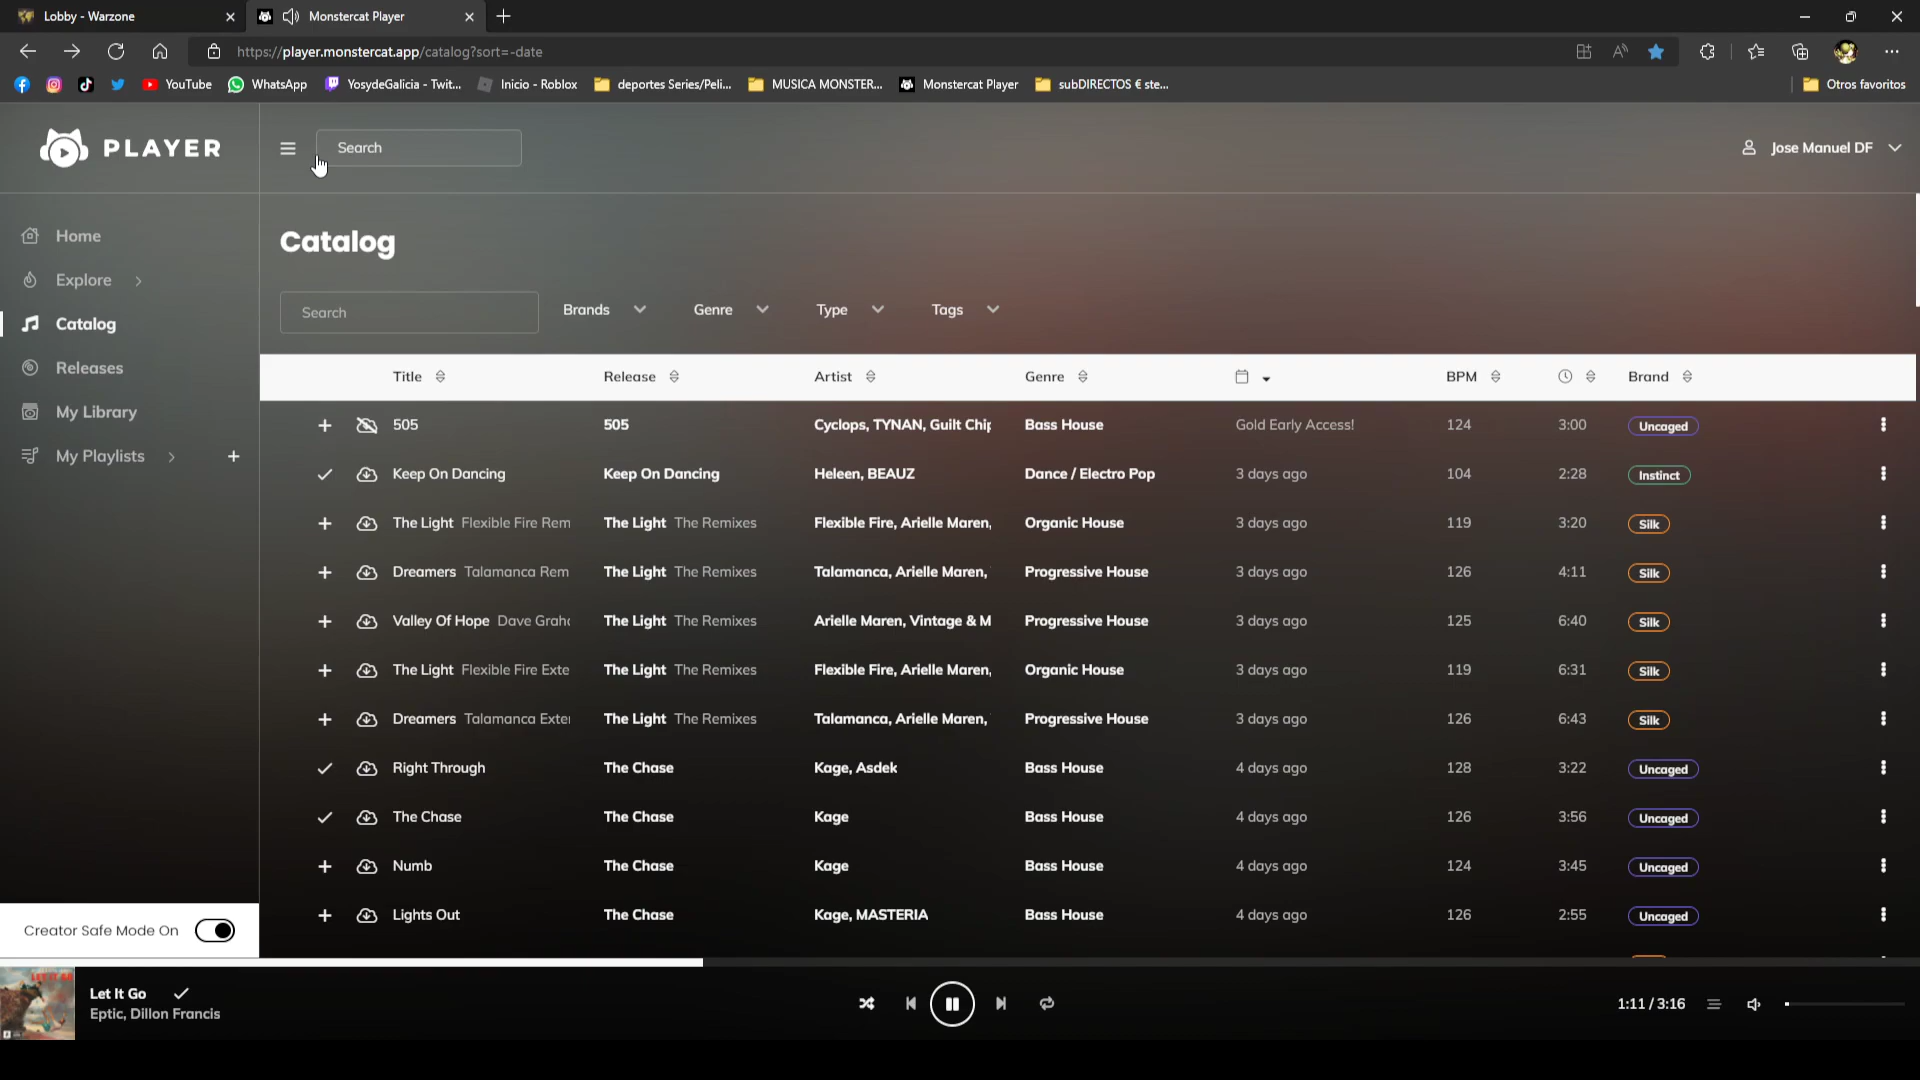 Lobby - Warzone
Monstercat Player
https://player.monstercat.app/catalog?sort=-date
YouTube
WhatsApp
YosydeGalicia - Twit...
Inicio - Roblox
deportes Series/Peli...
MUSICA MONSTER...
Monstercat Player
subDIRECTOS € ste...
Otros favoritos
PLAYER
Search
Jose Manuel DF
Home
Explore
Catalog
Releases
My Library
My Playlists
Catalog
Search
Brands
Genre
Type
Tags
Title Release Artist Genre BPM Brand
505 505 Cyclops, TYNAN, Guilt Chip Bass House Gold Early Access! 124 3:00 Uncaged
Keep On Dancing Keep On Dancing Heleen, BEAUZ Dance / Electro Pop 3 days ago 104 2:28 Instinct
The Light Flexible Fire Rem The Light The Remixes Flexible Fire, Arielle Maren, Organic House 3 days ago 119 3:20 Silk
Dreamers Talamanca Rem The Light The Remixes Talamanca, Arielle Maren, Progressive House 3 days ago 126 4:11 Silk
Valley Of Hope Dave Grah The Light The Remixes Arielle Maren, Vintage & M Progressive House 3 days ago 125 6:40 Silk
The Light Flexible Fire Exte The Light The Remixes Flexible Fire, Arielle Maren, Organic House 3 days ago 119 6:31 Silk
Dreamers Talamanca Exte The Light The Remixes Talamanca, Arielle Maren, Progressive House 3 days ago 126 6:43 Silk
Right Through The Chase Kage, Asdek Bass House 4 days ago 128 3:22 Uncaged
The Chase The Chase Kage Bass House 4 days ago 126 3:56 Uncaged
Numb The Chase Kage Bass House 4 days ago 124 3:45 Uncaged
Lights Out The Chase Kage, MASTERIA Bass House 4 days ago 126 2:55 Uncaged
Creator Safe Mode On
LET IT GO
Let It Go
Eptic, Dillon Francis
1:11 / 3:16